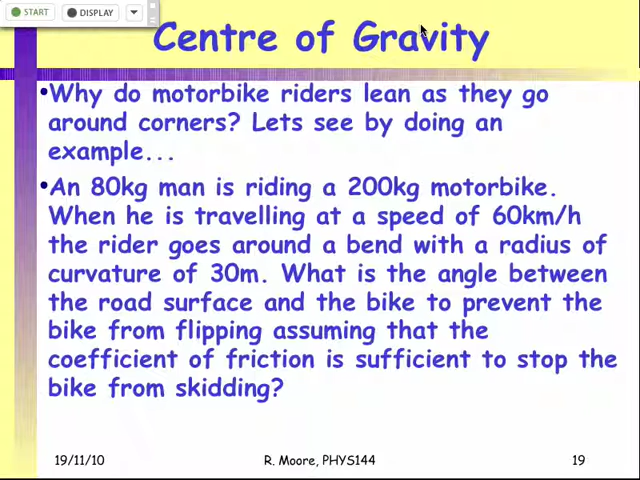 START DISPLAY
Centre of Gravity
•Why do motorbike riders lean as they go
around corners? Lets see by doing an
example...
•An 80kg man is riding a 200kg motorbike.
When he is travelling at a speed of 60km/h
the rider goes around a bend with a radius of
curvature of 30m. What is the angle between
the road surface and the bike to prevent the
bike from flipping assuming that the
coefficient of friction is sufficient to stop the
bike from skidding?
19/11/10 R. Moore, PHYS144 19